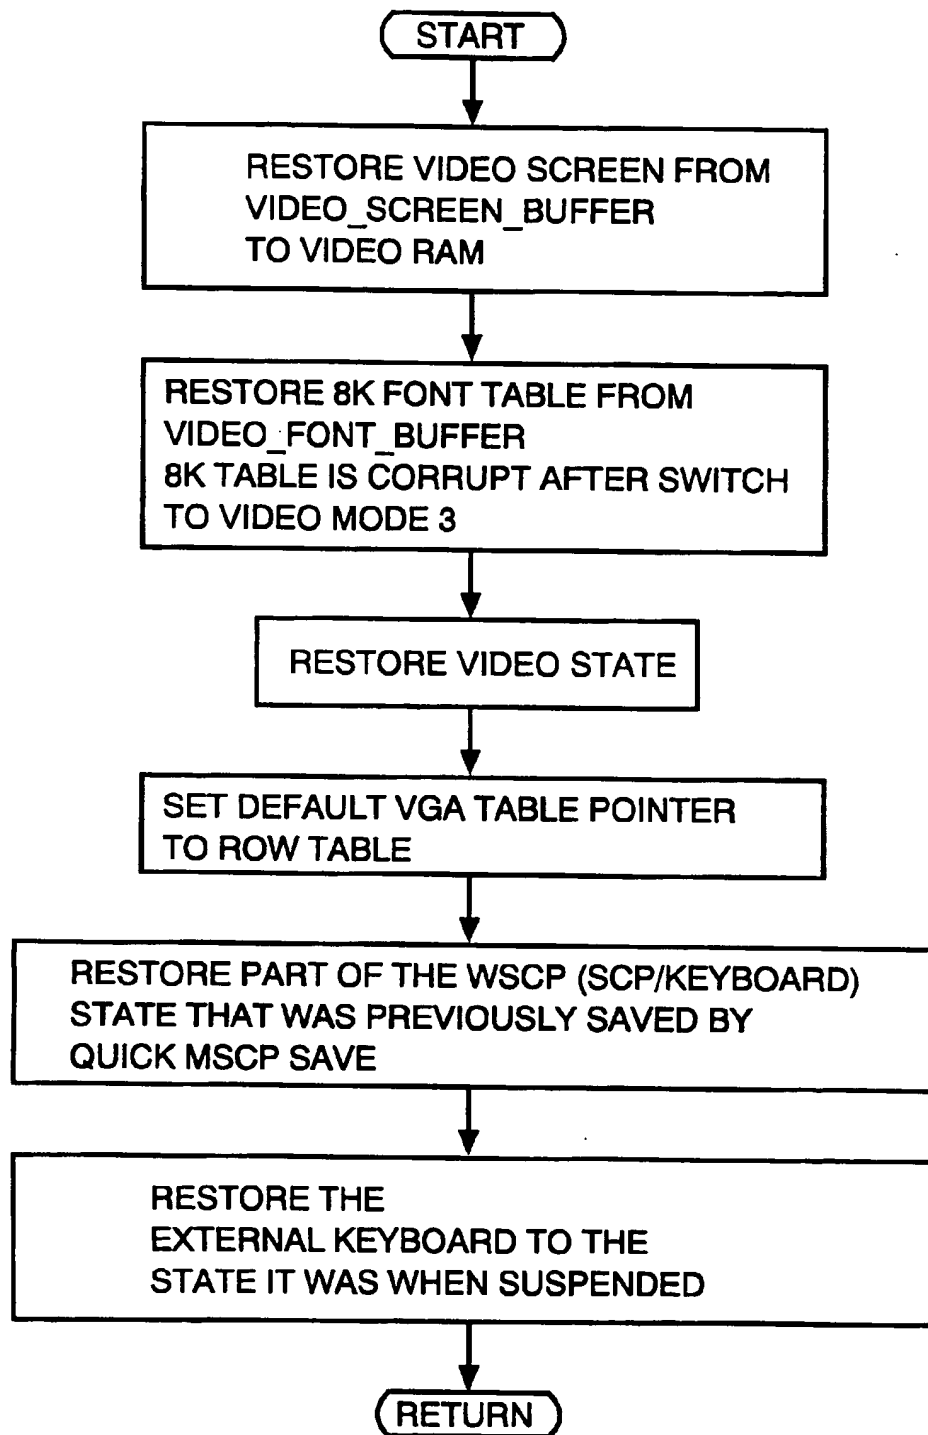 START
RESTORE VIDEO SCREEN FROM
VIDEO_SCREEN_BUFFER
TO VIDEO RAM
RESTORE 8K FONT TABLE FROM
VIDEO_FONT_BUFFER
8K TABLE IS CORRUPT AFTER SWITCH
TO VIDEO MODE 3
RESTORE VIDEO STATE
SET DEFAULT VGA TABLE POINTER
TO ROW TABLE
RESTORE PART OF THE WSCP (SCP/KEYBOARD)
STATE THAT WAS PREVIOUSLY SAVED BY
QUICK MSCP SAVE
RESTORE THE
EXTERNAL KEYBOARD TO THE
STATE IT WAS WHEN SUSPENDED
RETURN